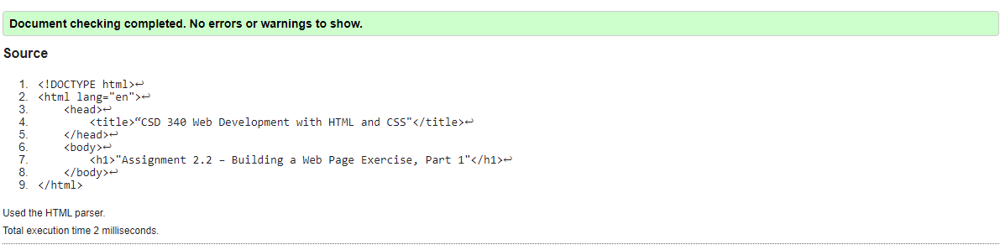 Document checking completed. No errors or warnings to show.
Source
1. <!DOCTYPE html>↩
2. <html lang="en">↩
3.     <head>↩
4.         <title>“CSD 340 Web Development with HTML and CSS"</title>↩
5.     </head>↩
6.     <body>↩
7.         <h1>"Assignment 2.2 – Building a Web Page Exercise, Part 1"</h1>↩
8.     </body>↩
9. </html>
Used the HTML parser.
Total execution time 2 milliseconds.